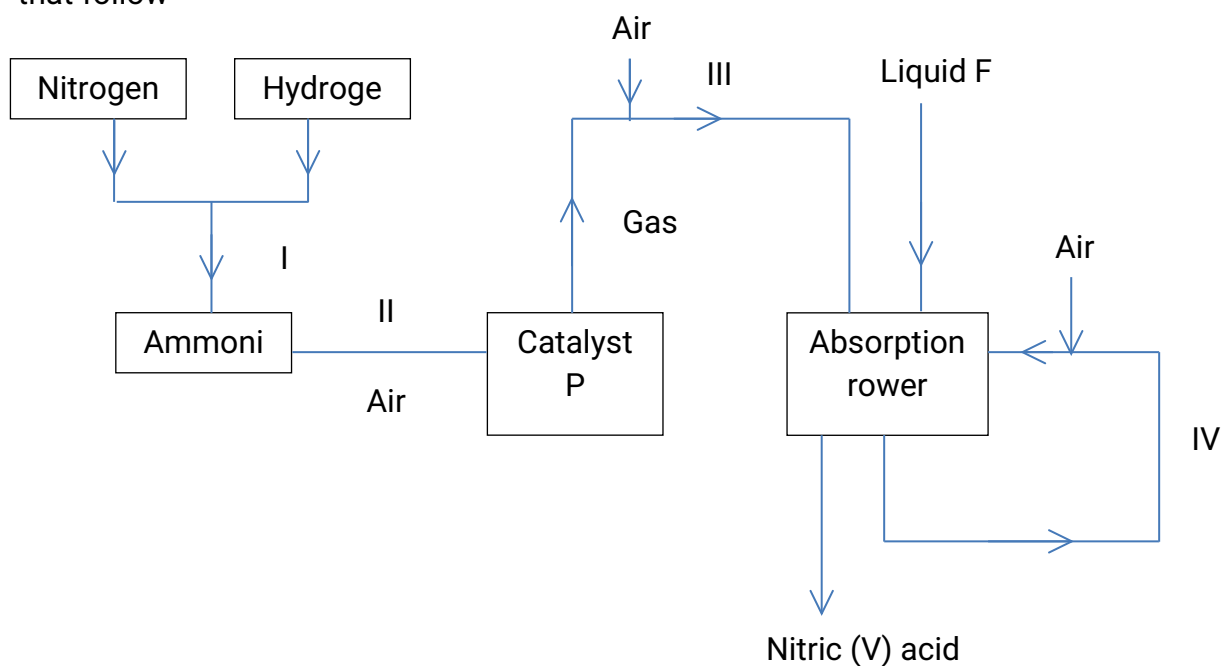 that follow
Air
Nitrogen
Hydroge
III
Liquid F
Gas
I
Air
II
Ammoni
Catalyst
P
Absorption
rower
Air
IV
Nitric (V) acid